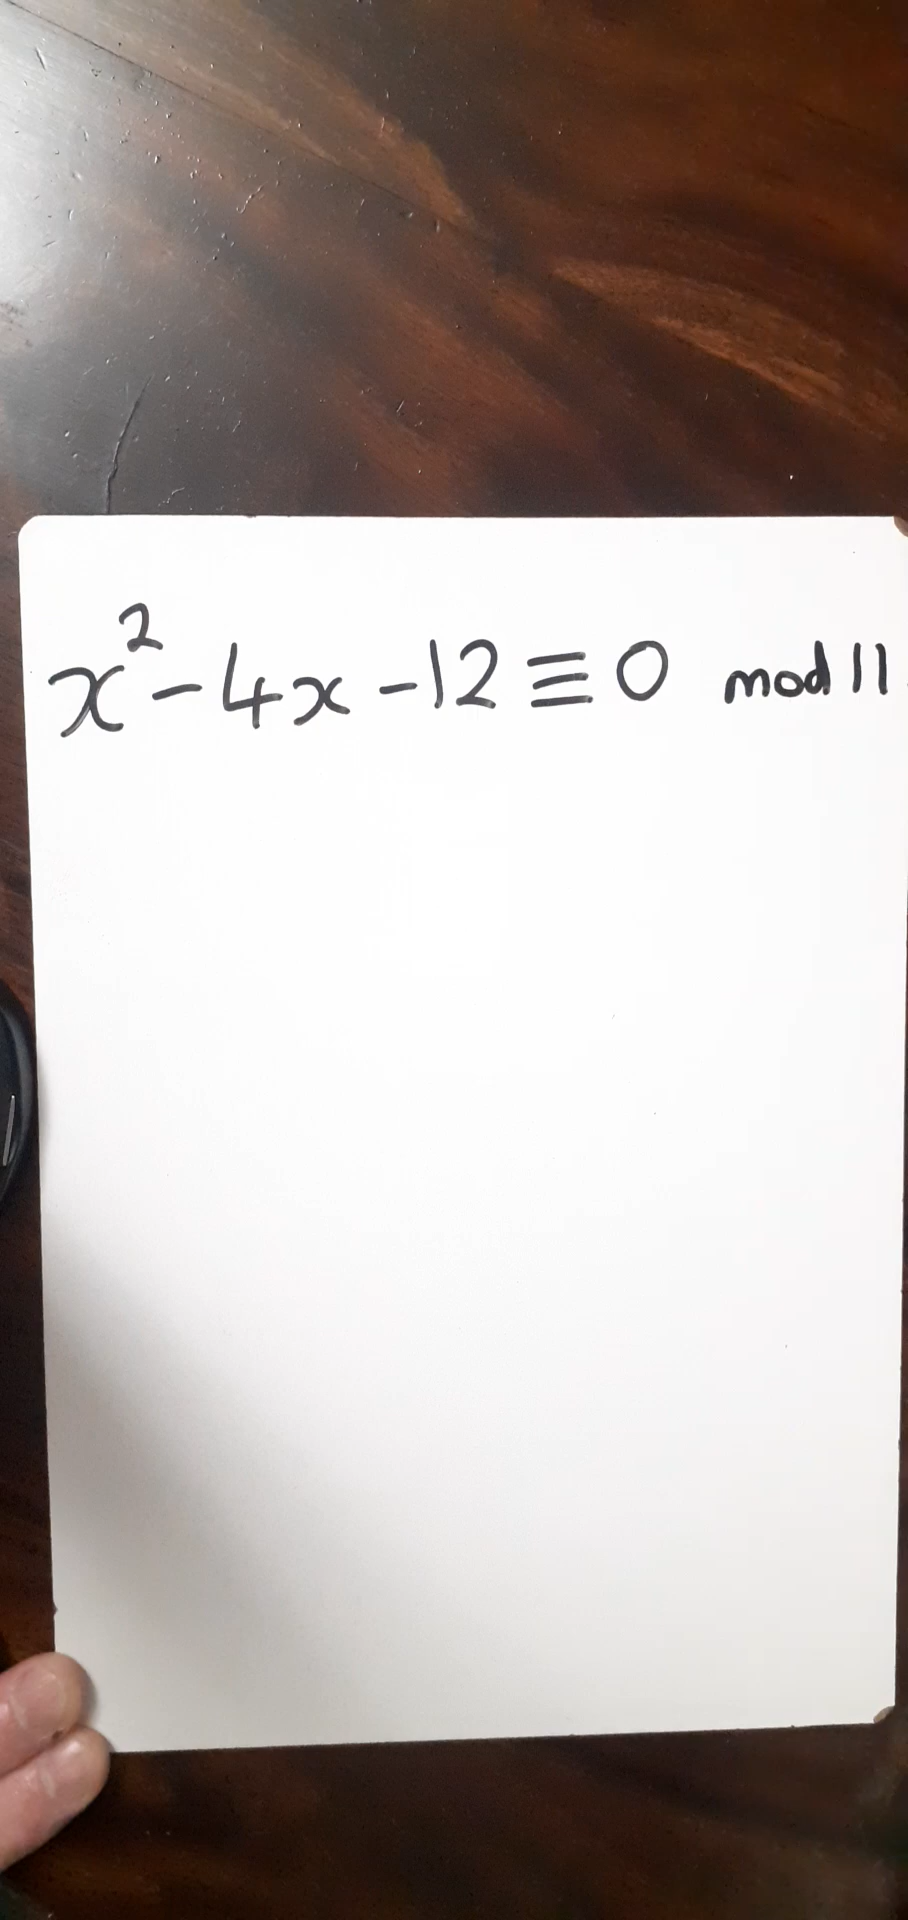 x² - 4x - 12 ≡ 0 mod 11